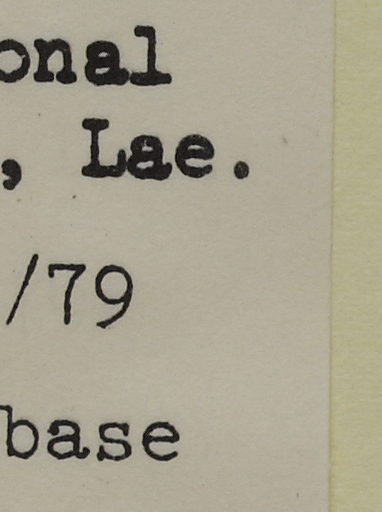 onal
, Lae.
/79
base